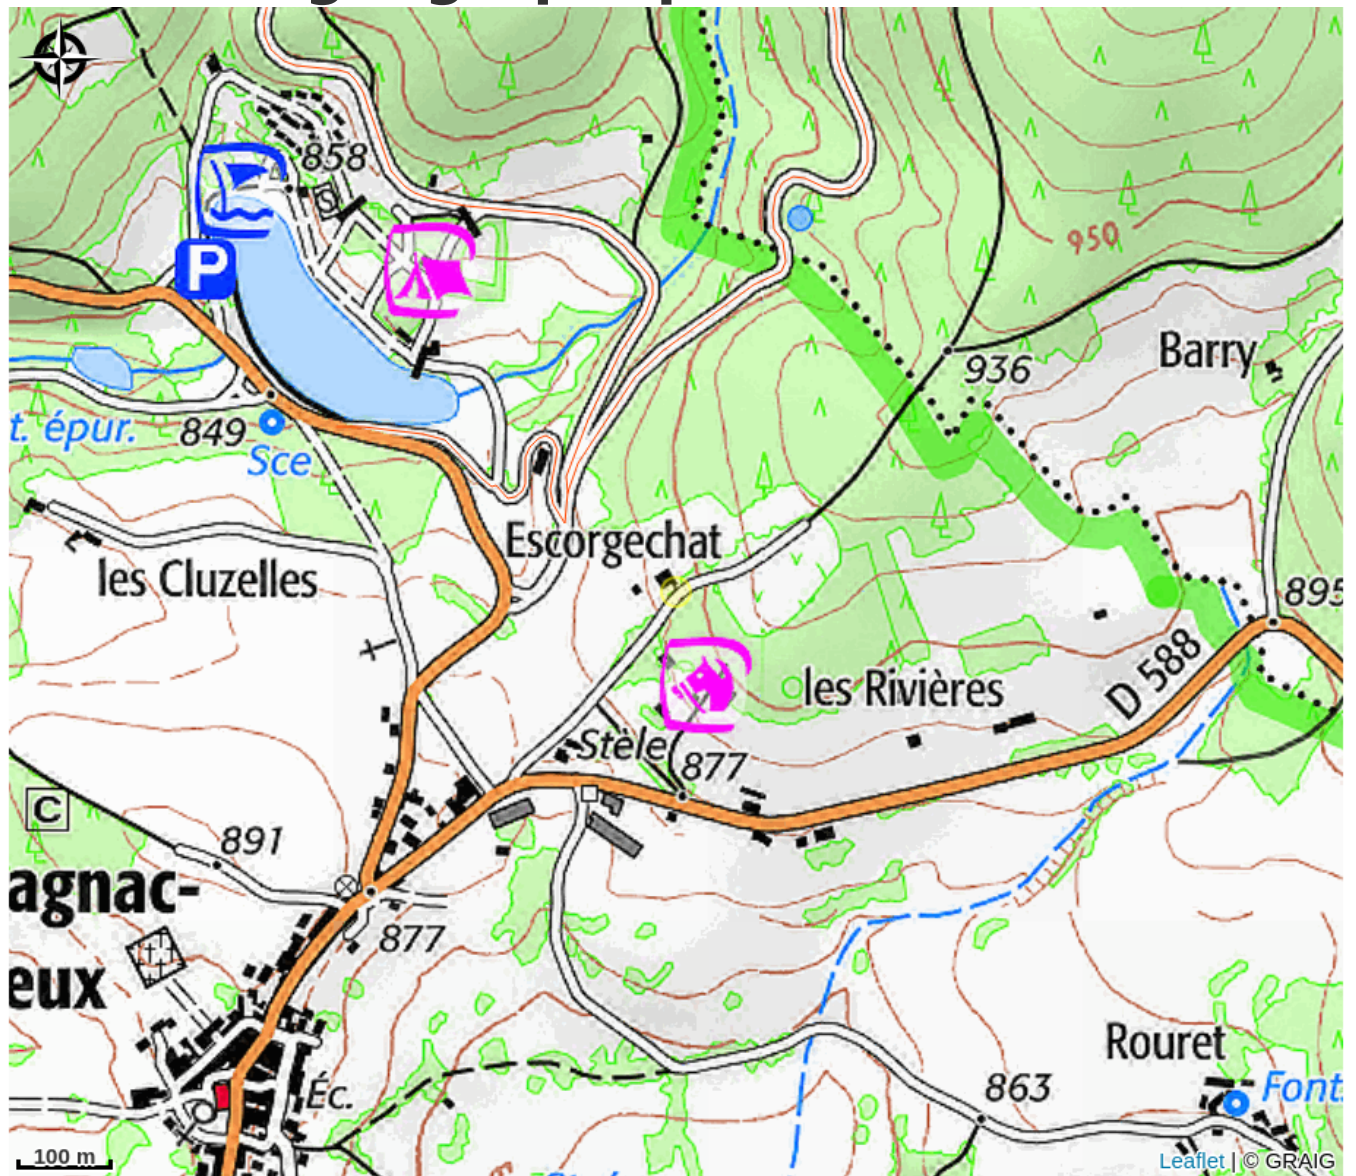 858
P
950
936
Barry
t. épur.
849
Sce
Escorgechat
les Cluzelles
895
les Rivières
D 588
Stèle
877
C
891
agnac-
877
eux
Rouret
863
Font
Éc.
100 m
Leaflet | © GRAIG